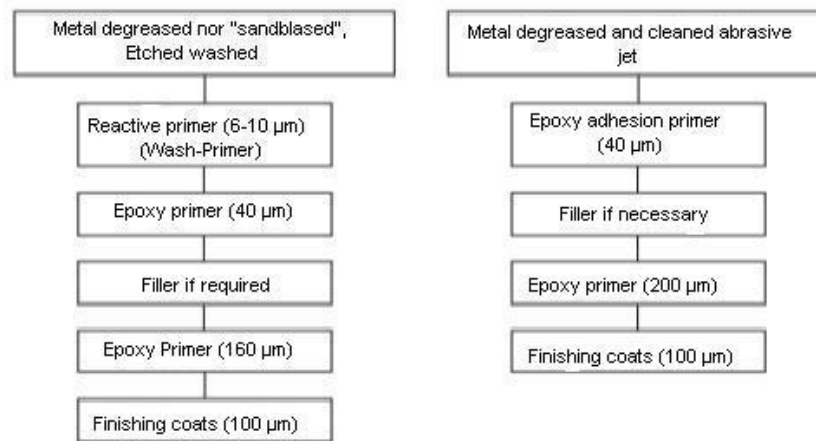 Metal degreased nor "sandblased",
Etched washed
Reactive primer (6-10 µm)
(Wash-Primer)
Epoxy primer (40 µm)
Filler if required
Epoxy Primer (160 µm)
Finishing coats (100 µm)
Metal degreased and cleaned abrasive
jet
Epoxy adhesion primer
(40 µm)
Filler if necessary
Epoxy primer (200 µm)
Finishing coats (100 µm)